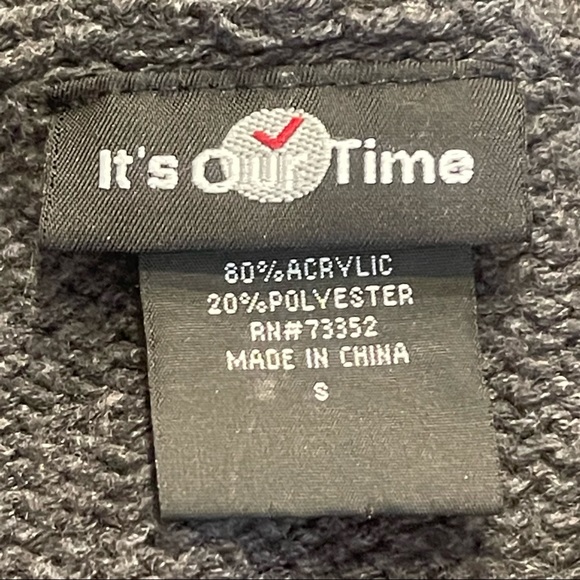 It's Our Time
80% ACRYLIC
20% POLYESTER
RN#73352
MADE IN CHINA
S